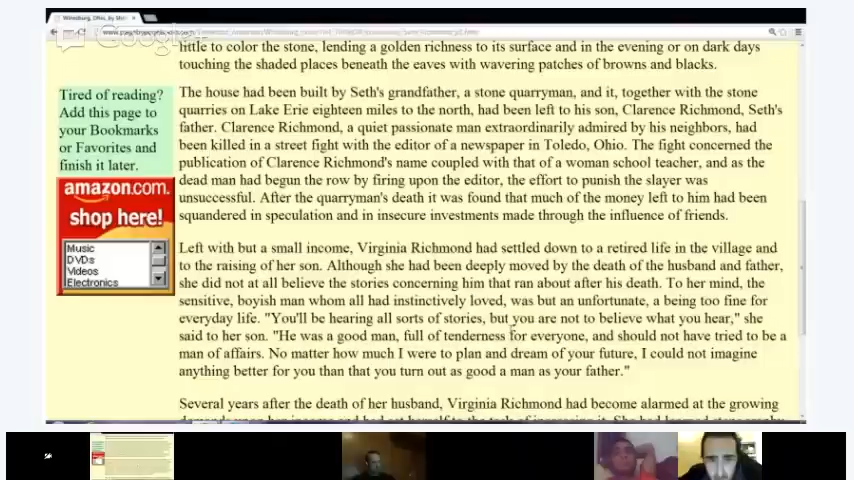 Winesburg, Ohio, by Sher
Google+
little to color the stone, lending a golden richness to its surface and in the evening or on dark days
touching the shaded places beneath the eaves with wavering patches of browns and blacks.
Tired of reading?
Add this page to
your Bookmarks
or Favorites and
finish it later.
amazon.com.
shop here!
Music
DVDs
Videos
Electronics
The house had been built by Seth's grandfather, a stone quarryman, and it, together with the stone
quarries on Lake Erie eighteen miles to the north, had been left to his son, Clarence Richmond, Seth's
father. Clarence Richmond, a quiet passionate man extraordinarily admired by his neighbors, had
been killed in a street fight with the editor of a newspaper in Toledo, Ohio. The fight concerned the
publication of Clarence Richmond's name coupled with that of a woman school teacher, and as the
dead man had begun the row by firing upon the editor, the effort to punish the slayer was
unsuccessful. After the quarryman's death it was found that much of the money left to him had been
squandered in speculation and in insecure investments made through the influence of friends.
Left with but a small income, Virginia Richmond had settled down to a retired life in the village and
to the raising of her son. Although she had been deeply moved by the death of the husband and father,
she did not at all believe the stories concerning him that ran about after his death. To her mind, the
sensitive, boyish man whom all had instinctively loved, was but an unfortunate, a being too fine for
everyday life. "You'll be hearing all sorts of stories, but you are not to believe what you hear," she
said to her son. "He was a good man, full of tenderness for everyone, and should not have tried to be a
man of affairs. No matter how much I were to plan and dream of your future, I could not imagine
anything better for you than that you turn out as good a man as your father."
Several years after the death of her husband, Virginia Richmond had become alarmed at the growing